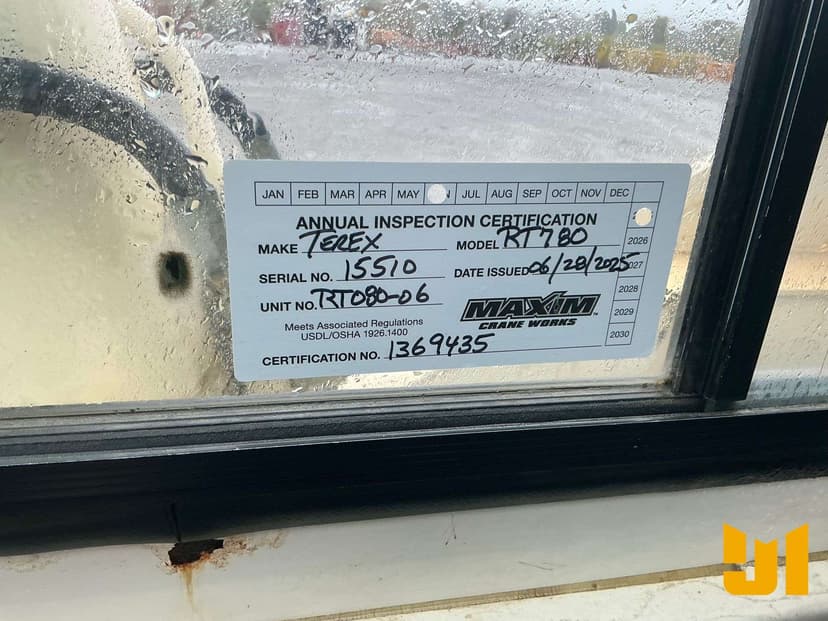 JAN FEB MAR APR MAY N JUL AUG SEP OCT NOV DEC
ANNUAL INSPECTION CERTIFICATION
MAKE TEREX MODEL RT780
2026
SERIAL NO. 15510 DATE ISSUED 06/28/2025
027
UNIT NO. RT080-06
2028
Meets Associated Regulations
USDL/OSHA 1926.1400
MAXIM
CRANE WORKS
2029
CERTIFICATION NO. 1369435
2030